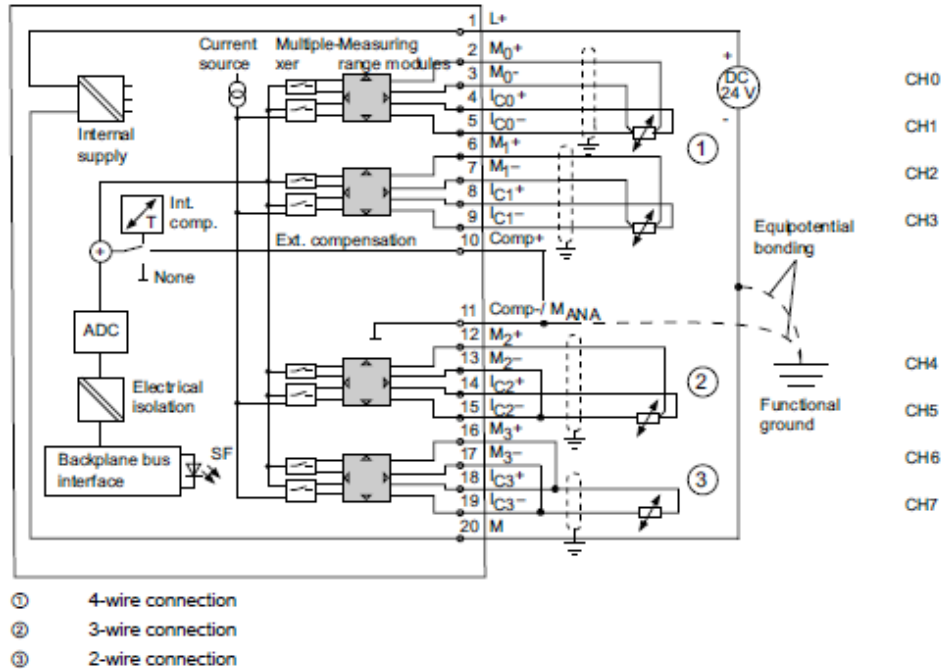 1 L+
Current source
Multiple-xer
Measuring range modules
2 M0+
3 M0-
4 IC0+
5 IC0−
6 M1+
7 M1−
8 IC1+
9 IC1−
10 Comp+
+
DC
24 V
-
CH0
CH1
CH2
CH3
①
Internal
supply
Int.
comp.
T
Ext. compensation
+
None
Equipotential
bonding
11 Comp-/ MANA
12 M2+
13 M2−
14 IC2+
15 IC2−
16 M3+
17 M3−
18 IC3+
19 IC3−
20 M
ADC
Electrical
isolation
Backplane bus
interface
SF
②
③
Functional
ground
CH4
CH5
CH6
CH7
① 4-wire connection
② 3-wire connection
③ 2-wire connection